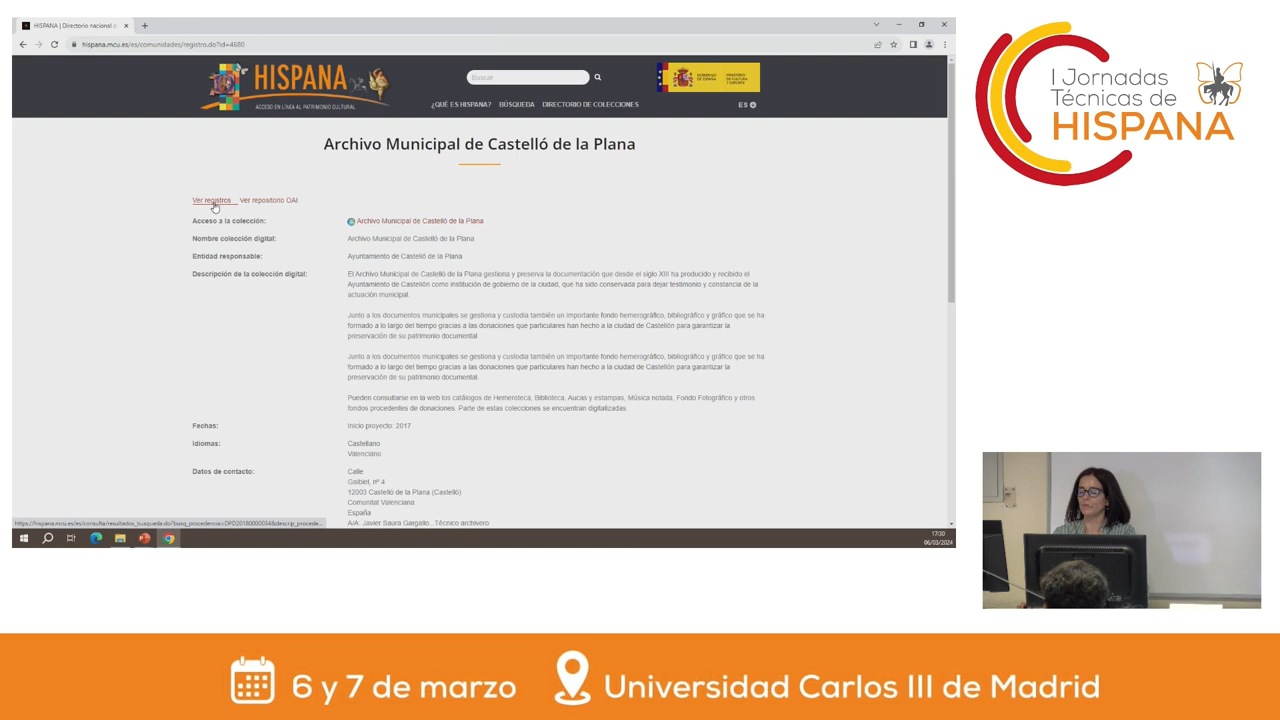 HISPANA | Directorio nacional
hispana.mcu.es/es/comunidades/registro.do?id=4680
HISPANA
ACCESO EN LÍNEA AL PATRIMONIO CULTURAL
Buscar
GOBIERNO DE ESPAÑA
MINISTERIO DE CULTURA Y DEPORTE
¿QUÉ ES HISPANA? BÚSQUEDA DIRECTORIO DE COLECCIONES
ES
Archivo Municipal de Castelló de la Plana
Ver registros Ver repositorio OAI
Acceso a la colección: Archivo Municipal de Castelló de la Plana
Nombre colección digital: Archivo Municipal de Castelló de la Plana
Entidad responsable: Ayuntamiento de Castelló de la Plana
Descripción de la colección digital: El Archivo Municipal de Castelló de la Plana gestiona y preserva la documentación que desde el siglo XIII ha producido y recibido el
Ayuntamiento de Castellón como institución de gobierno de la ciudad, que ha sido conservada para dejar testimonio y constancia de la
actuación municipal.
Junto a los documentos municipales se gestiona y custodia también un importante fondo hemerográfico, bibliográfico y gráfico que se ha
formado a lo largo del tiempo gracias a las donaciones que particulares han hecho a la ciudad de Castellón para garantizar la
preservación de su patrimonio documental
Junto a los documentos municipales se gestiona y custodia también un importante fondo hemerográfico, bibliográfico y gráfico que se ha
formado a lo largo del tiempo gracias a las donaciones que particulares han hecho a la ciudad de Castellón para garantizar la
preservación de su patrimonio documental.
Pueden consultarse en la web los catálogos de Hemeroteca, Biblioteca, Aucas y estampas, Música notada, Fondo Fotográfico y otros
fondos procedentes de donaciones. Parte de estas colecciones se encuentran digitalizadas.
Fechas: Inicio proyecto: 2017
Idiomas: Castellano
Valenciano
Datos de contacto: Calle
Gaibiel, nº 4
12003 Castelló de la Plana (Castelló)
Comunitat Valenciana
España
A/A. Javier Saura Gargallo. Técnico archivero
17:30
06/03/2024
I Jornadas
Técnicas de
HISPANA
6 y 7 de marzo Universidad Carlos III de Madrid